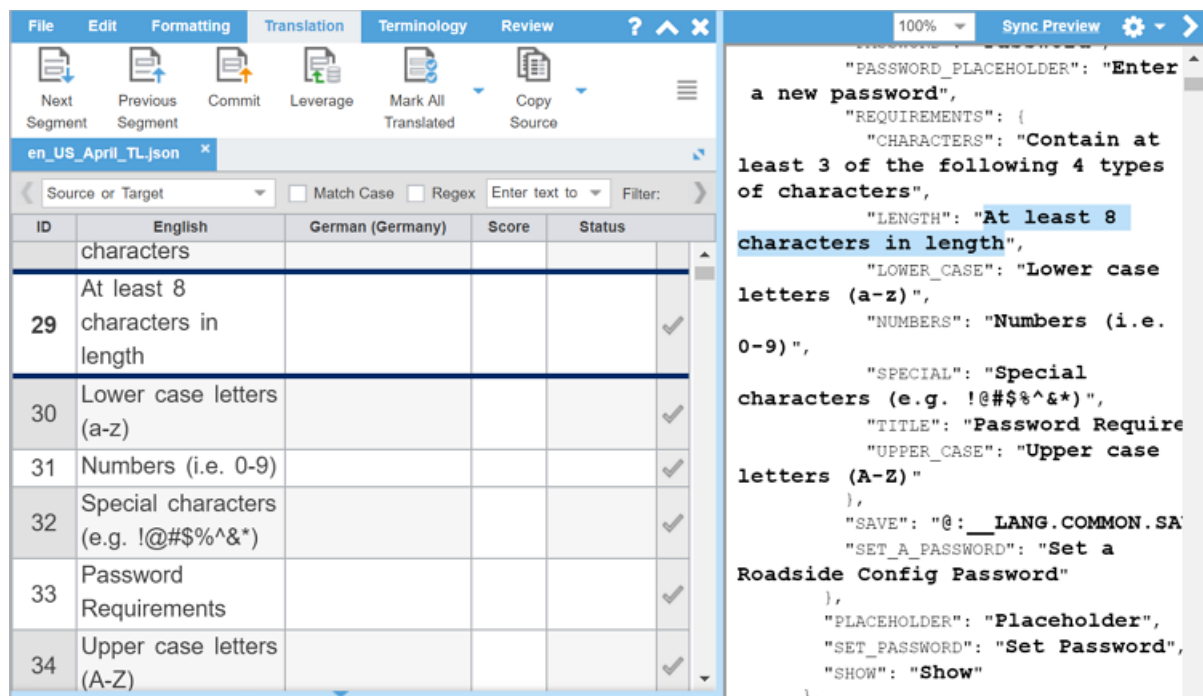 File Edit Formatting Translation Terminology Review ?
Next Segment
Previous Segment
Commit
Leverage
Mark All Translated
Copy Source
en_US_April_TL.json ×
Source or Target Match Case Regex Enter text to Filter:
ID English German (Germany) Score Status
characters
29 At least 8
characters in
length
30 Lower case letters
(a-z)
31 Numbers (i.e. 0-9)
32 Special characters
(e.g. !@#$%^&*)
33 Password
Requirements
34 Upper case letters
(A-Z)
100% Sync Preview
"PASSWORD": "Password",
"PASSWORD_PLACEHOLDER": "Enter
a new password",
"REQUIREMENTS": {
"CHARACTERS": "Contain at
least 3 of the following 4 types
of characters",
"LENGTH": "At least 8
characters in length",
"LOWER_CASE": "Lower case
letters (a-z)",
"NUMBERS": "Numbers (i.e.
0-9)",
"SPECIAL": "Special
characters (e.g. !@#$%^&*)",
"TITLE": "Password Require
"UPPER_CASE": "Upper case
letters (A-Z)"
},
"SAVE": "@:__LANG.COMMON.SA
"SET_A_PASSWORD": "Set a
Roadside Config Password"
},
"PLACEHOLDER": "Placeholder",
"SET_PASSWORD": "Set Password",
"SHOW": "Show"
}